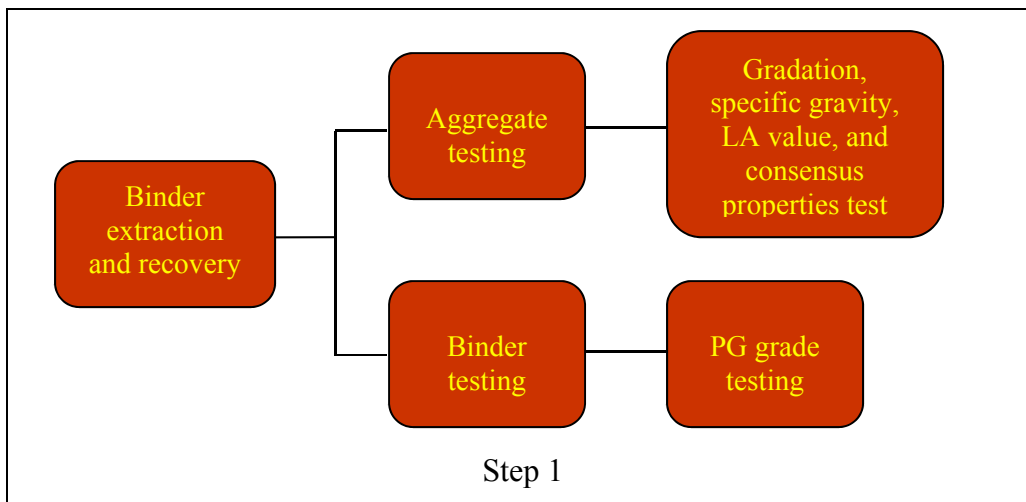 Binder
extraction
and recovery
Aggregate
testing
Gradation,
specific gravity,
LA value, and
consensus
properties test
Binder
testing
PG grade
testing
Step 1